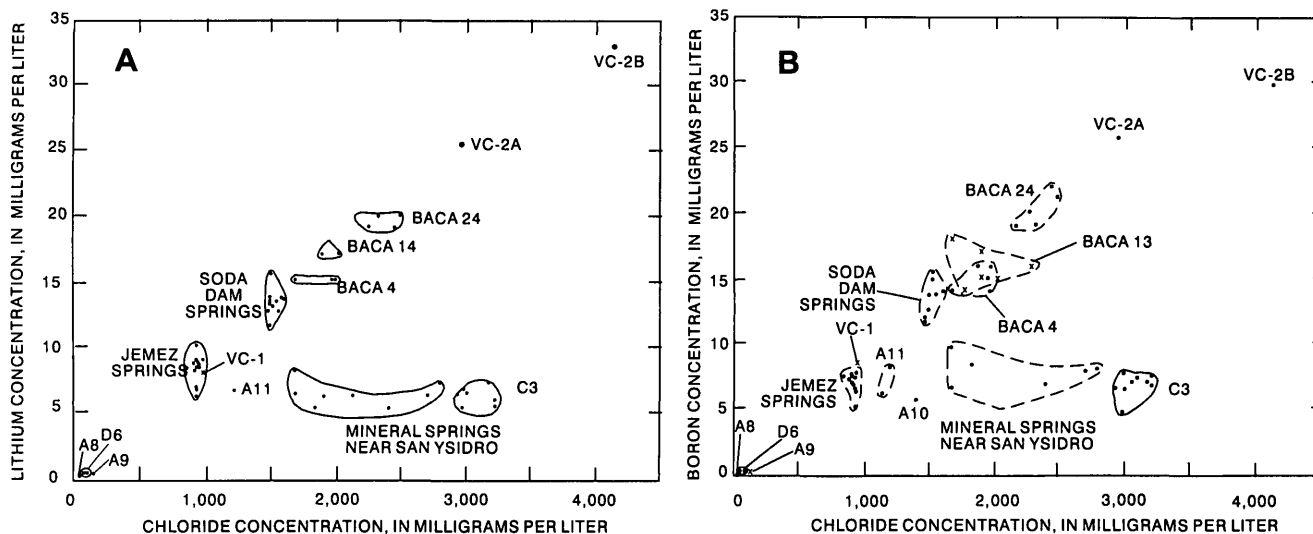 A
LITHIUM CONCENTRATION, IN MILLIGRAMS PER LITER
35
30
25
20
15
10
5
0
VC-2B
VC-2A
BACA 24
BACA 14
BACA 4
SODA
DAM
SPRINGS
JEMEZ
SPRINGS
VC-1
A11
C3
MINERAL SPRINGS
NEAR SAN YSIDRO
A8
D6
A9
0
1,000
2,000
3,000
4,000
CHLORIDE CONCENTRATION, IN MILLIGRAMS PER LITER
B
BORON CONCENTRATION, IN MILLIGRAMS PER LITER
35
30
25
20
15
10
5
0
VC-2B
VC-2A
BACA 24
BACA 13
SODA
DAM
SPRINGS
BACA 4
VC-1
A11
JEMEZ
SPRINGS
A10
C3
MINERAL SPRINGS
NEAR SAN YSIDRO
A8
D6
A9
0
1,000
2,000
3,000
4,000
CHLORIDE CONCENTRATION, IN MILLIGRAMS PER LITER